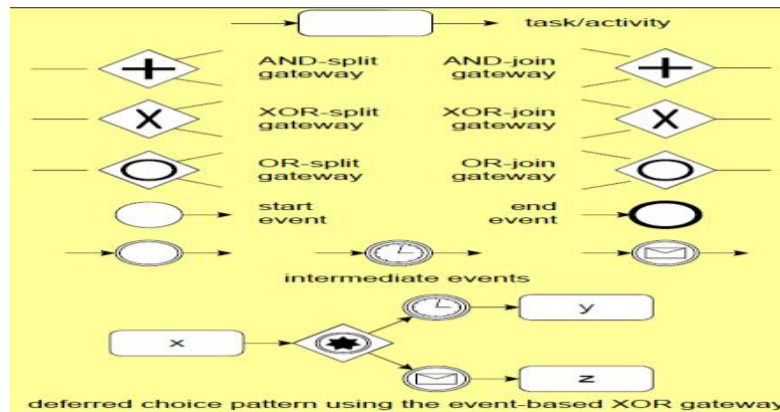 task/activity
AND-split
gateway
AND-join
gateway
XOR-split
gateway
XOR-join
gateway
OR-split
gateway
OR-join
gateway
start
event
end
event
intermediate events
x
y
z
deferred choice pattern using the event-based XOR gateway